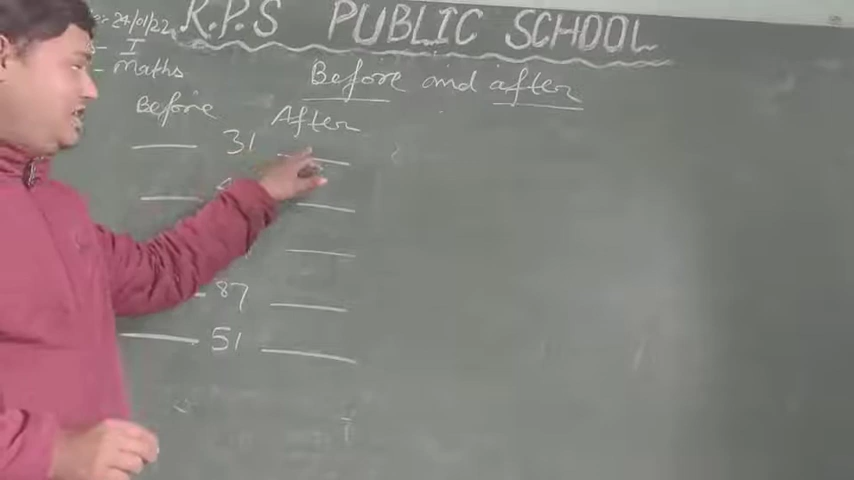 R.P.S PUBLIC SCHOOL
24/01/22
I
Maths
Before and after
Before After
31
87
51